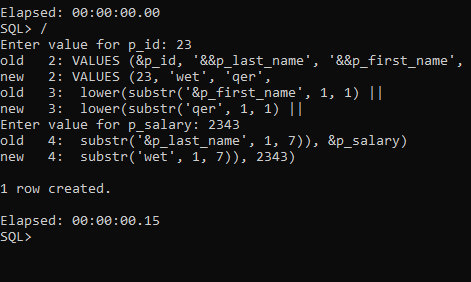 Elapsed: 00:00:00.00
SQL> /
Enter value for p_id: 23
old   2: VALUES (&p_id, '&&p_last_name', '&&p_first_name',
new   2: VALUES (23, 'wet', 'qer',
old   3:  lower(substr('&p_first_name', 1, 1) ||
new   3:  lower(substr('qer', 1, 1) ||
Enter value for p_salary: 2343
old   4:  substr('&p_last_name', 1, 7)), &p_salary)
new   4:  substr('wet', 1, 7)), 2343)
1 row created.
Elapsed: 00:00:00.15
SQL>